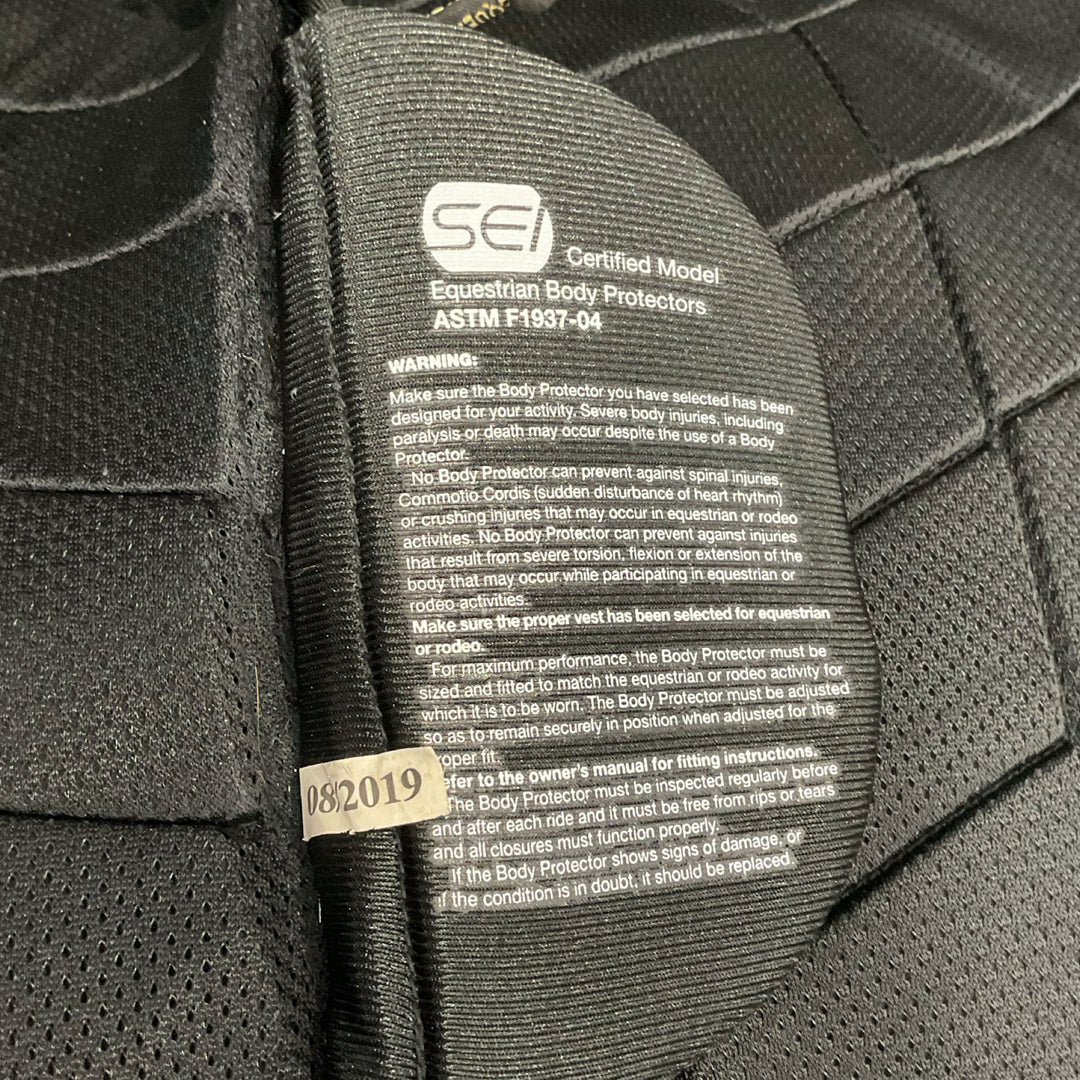 SEI
Certified Model
Equestrian Body Protectors
ASTM F1937-04
WARNING:
Make sure the Body Protector you have selected has been
designed for your activity. Severe body injuries, including
paralysis or death may occur despite the use of a Body
Protector.
No Body Protector can prevent against spinal injuries,
Commotio Cordis (sudden disturbance of heart rhythm)
or crushing injuries that may occur in equestrian or rodeo
activities. No Body Protector can prevent against injuries
that result from severe torsion, flexion or extension of the
body that may occur while participating in equestrian or
rodeo activities.
Make sure the proper vest has been selected for equestrian
or rodeo.
For maximum performance, the Body Protector must be
sized and fitted to match the equestrian or rodeo activity for
which it is to be worn. The Body Protector must be adjusted
so as to remain securely in position when adjusted for the
roper fit.
efer to the owner's manual for fitting instructions.
08/2019
The Body Protector must be inspected regularly before
and after each ride and it must be free from rips or tears
and all closures must function properly.
If the Body Protector shows signs of damage, or
if the condition is in doubt, it should be replaced.